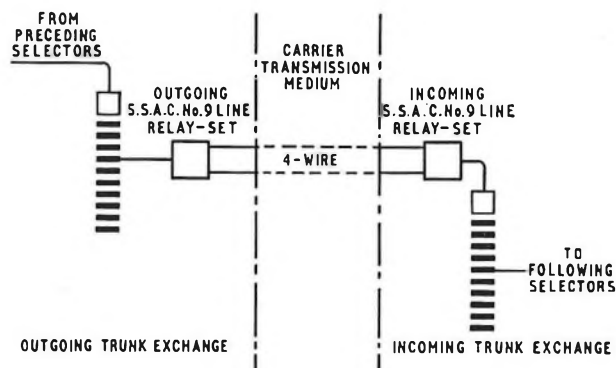 FROM
PRECEDING
SELECTORS
OUTGOING
S.S.A.C. No. 9 LINE
RELAY-SET
CARRIER
TRANSMISSION
MEDIUM
INCOMING
S.S.A.C. No. 9 LINE
RELAY-SET
4-WIRE
TO
FOLLOWING
SELECTORS
OUTGOING TRUNK EXCHANGE
INCOMING TRUNK EXCHANGE